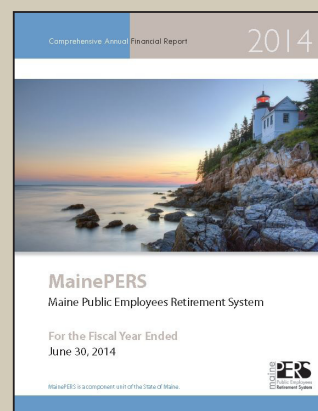 Comprehensive Annual Financial Report
2014
MainePERS
Maine Public Employees Retirement System
For the Fiscal Year Ended
June 30, 2014
MainePERS is a component unit of the State of Maine.
maine
PERS
Public Employees
Retirement System